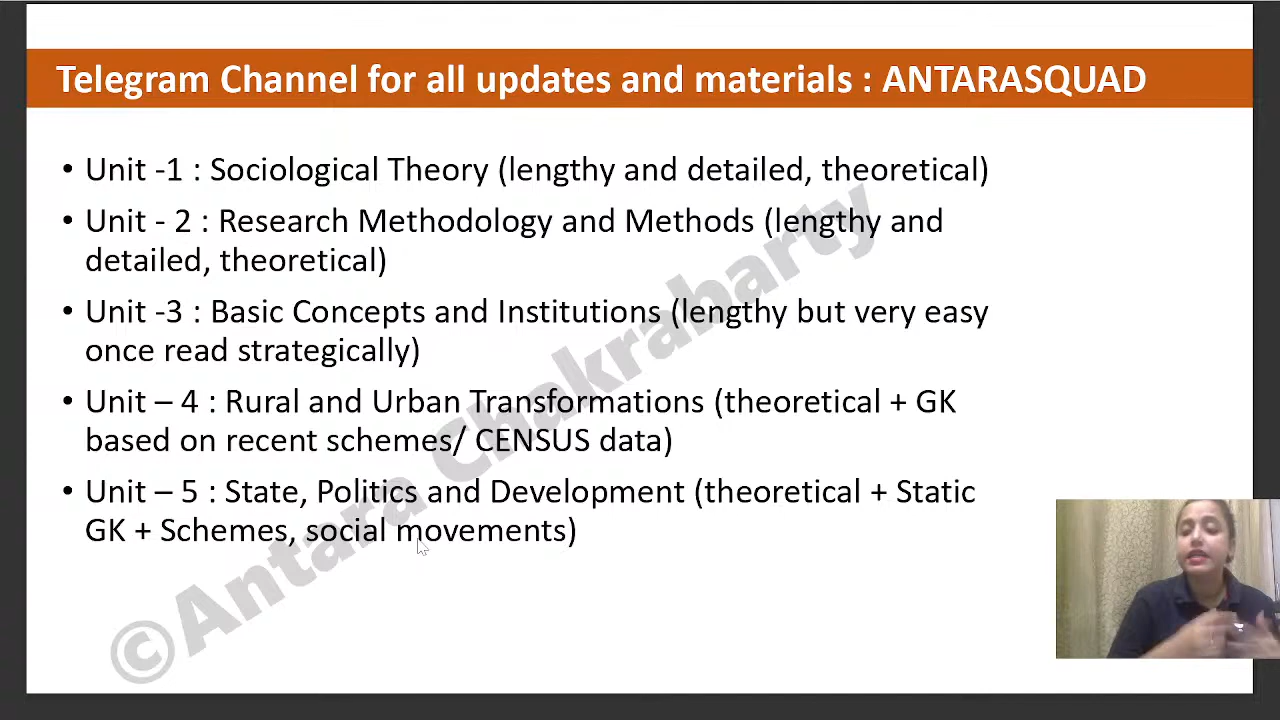 Telegram Channel for all updates and materials : ANTARASQUAD
• Unit -1 : Sociological Theory (lengthy and detailed, theoretical)
• Unit - 2 : Research Methodology and Methods (lengthy and
detailed, theoretical)
• Unit -3 : Basic Concepts and Institutions (lengthy but very easy
once read strategically)
• Unit – 4 : Rural and Urban Transformations (theoretical + GK
based on recent schemes/ CENSUS data)
• Unit – 5 : State, Politics and Development (theoretical + Static
GK + Schemes, social movements)
©Antara Chakrabarty